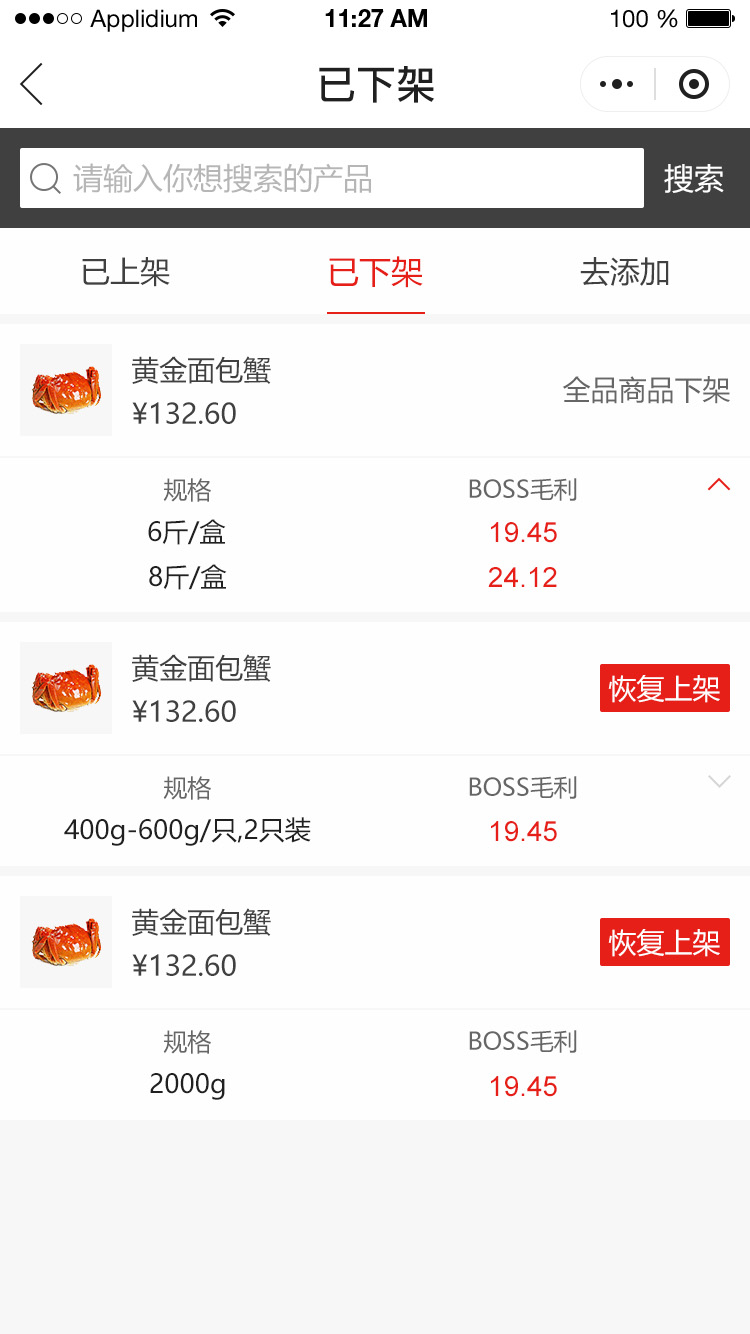 Applidium 11:27 AM 100 %
已下架
请输入你想搜索的产品 搜索
已上架 已下架 去添加
黄金面包蟹
¥132.60
全品商品下架
规格 BOSS毛利
6斤/盒 19.45
8斤/盒 24.12
黄金面包蟹
¥132.60
恢复上架
规格 BOSS毛利
400g-600g/只,2只装 19.45
黄金面包蟹
¥132.60
恢复上架
规格 BOSS毛利
2000g 19.45